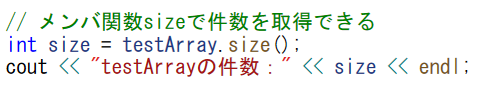 // メンバ関数sizeで件数を取得できる
int size = testArray.size();
cout << "testArrayの件数：" << size << endl;